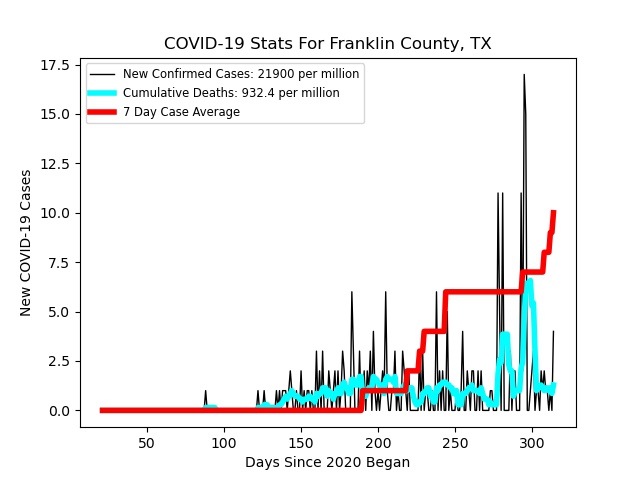 COVID-19 Stats For Franklin County, TX
17.5
15.0
12.5
10.0
7.5
5.0
2.5
0.0
New COVID-19 Cases
New Confirmed Cases: 21900 per million
Cumulative Deaths: 932.4 per million
7 Day Case Average
50 100 150 200 250 300
Days Since 2020 Began